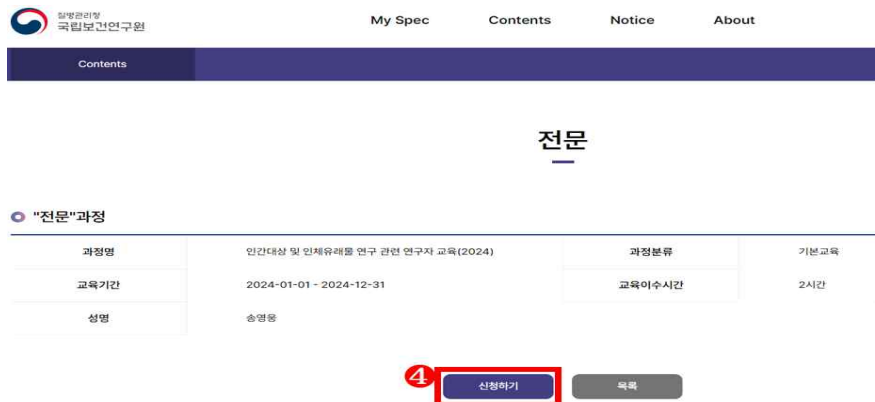 질병관리청
국립보건연구원
My Spec Contents Notice About
Contents
전문
"전문"과정
과정명 인간대상 및 인체유래물 연구 관련 연구자 교육(2024) 과정분류 기본교육
교육기간 2024-01-01 - 2024-12-31 교육이수시간 2시간
성명 송영웅
4 신청하기 목록